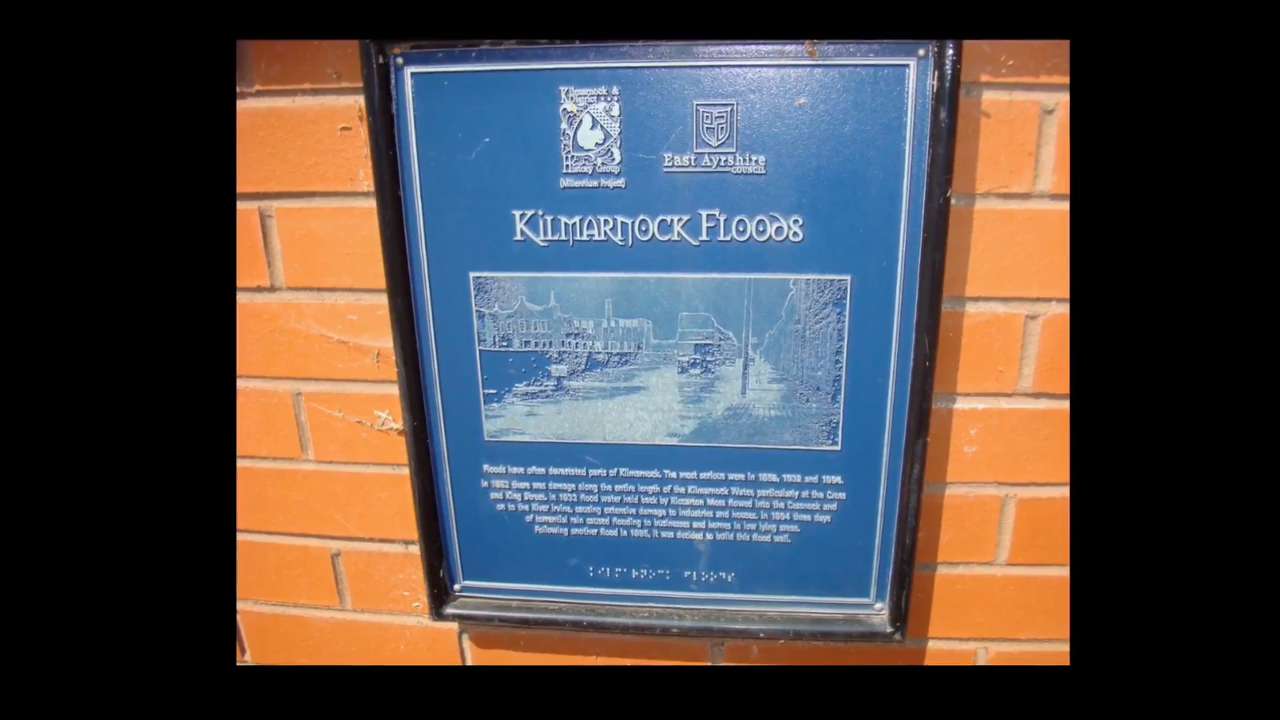 Kilmarnock &
District
History Group
(Millennium Project)
East Ayrshire
COUNCIL
KILMARNOCK FLOODS
Floods have often devastated parts of Kilmarnock. The most serious were in 1852, 1932 and 1994.
In 1852 there was damage along the entire length of the Kilmarnock Water, particularly at the Cross
and King Street. In 1932 flood water held back by Riccarton Moss flowed into the Cessnock and
on to the River Irvine, causing extensive damage to industries and houses. In 1994 three days
of torrential rain caused flooding to businesses and homes in low lying areas.
Following another flood in 1995, it was decided to build this flood wall.